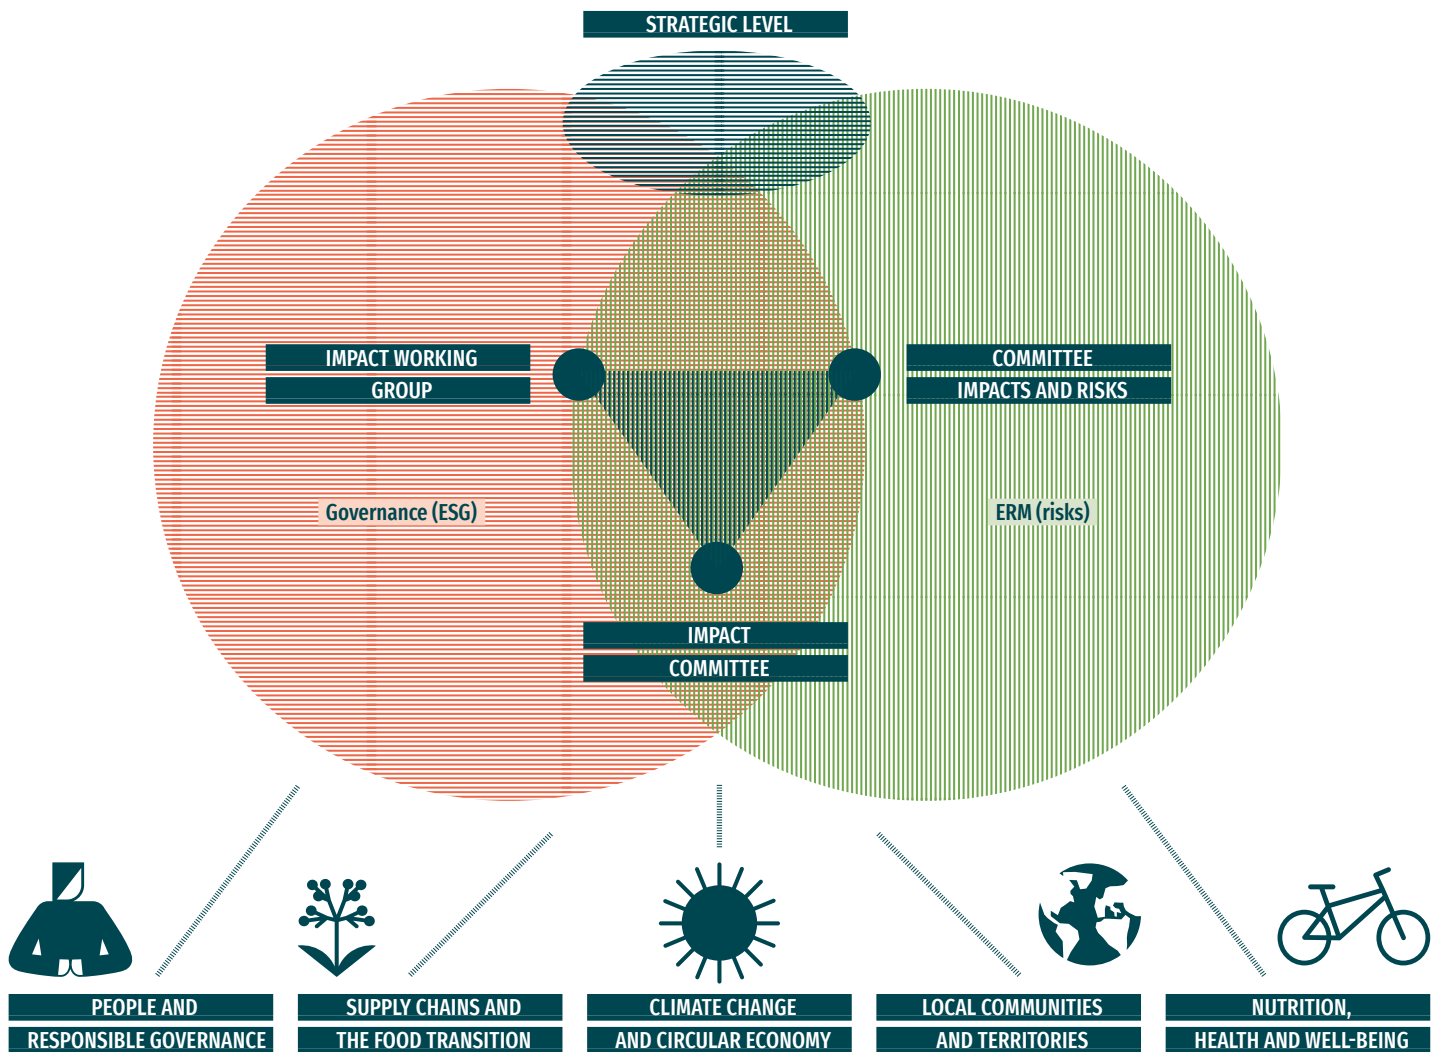 STRATEGIC LEVEL
IMPACT WORKING
GROUP
COMMITTEE
IMPACTS AND RISKS
Governance (ESG)
ERM (risks)
IMPACT
COMMITTEE
PEOPLE AND
RESPONSIBLE GOVERNANCE
SUPPLY CHAINS AND
THE FOOD TRANSITION
CLIMATE CHANGE
AND CIRCULAR ECONOMY
LOCAL COMMUNITIES
AND TERRITORIES
NUTRITION,
HEALTH AND WELL-BEING